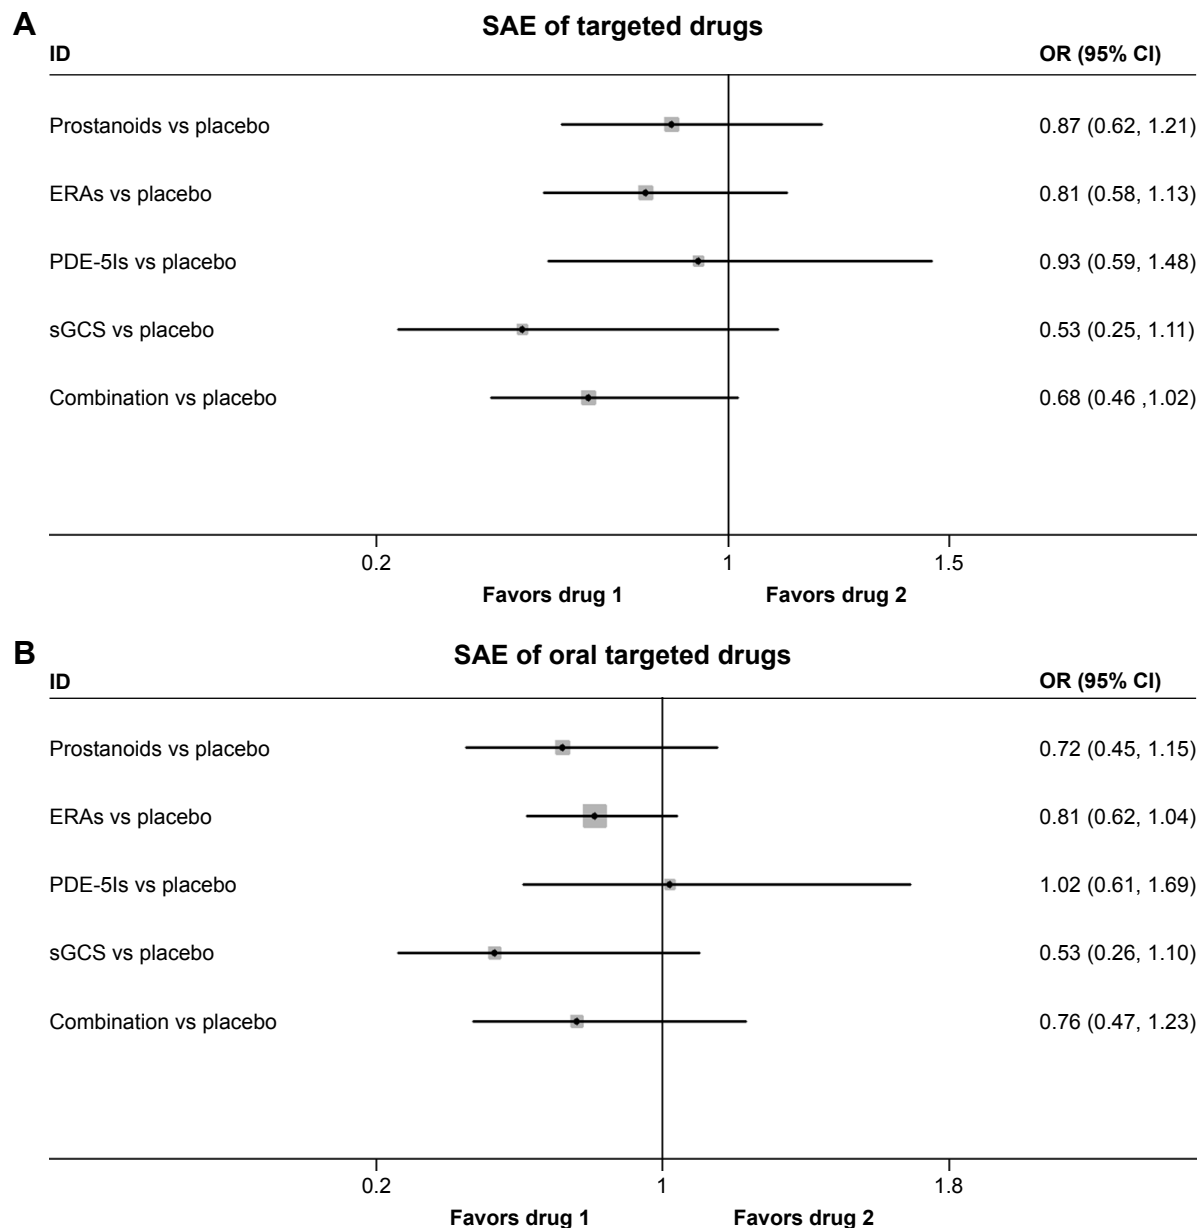 A
SAE of targeted drugs
ID OR (95% CI)
Prostanoids vs placebo 0.87 (0.62, 1.21)
ERAs vs placebo 0.81 (0.58, 1.13)
PDE-5Is vs placebo 0.93 (0.59, 1.48)
sGCS vs placebo 0.53 (0.25, 1.11)
Combination vs placebo 0.68 (0.46 ,1.02)
0.2 1 1.5
Favors drug 1 Favors drug 2
B
SAE of oral targeted drugs
ID OR (95% CI)
Prostanoids vs placebo 0.72 (0.45, 1.15)
ERAs vs placebo 0.81 (0.62, 1.04)
PDE-5Is vs placebo 1.02 (0.61, 1.69)
sGCS vs placebo 0.53 (0.26, 1.10)
Combination vs placebo 0.76 (0.47, 1.23)
0.2 1 1.8
Favors drug 1 Favors drug 2